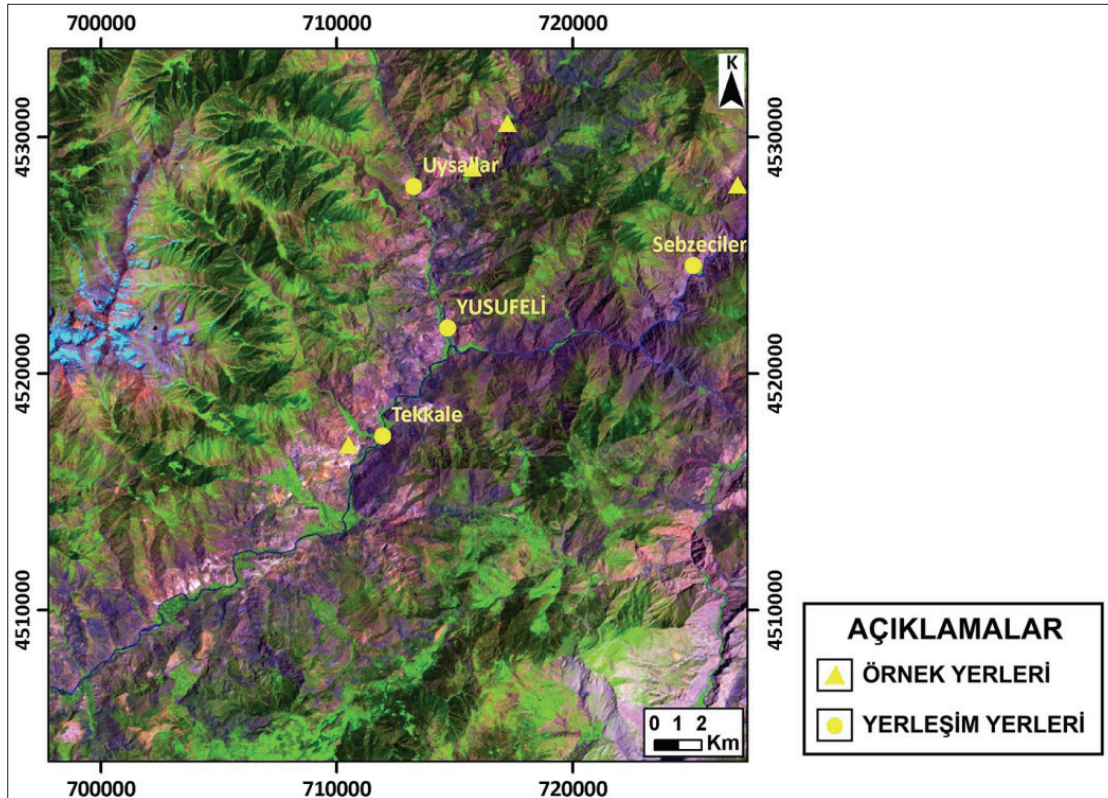 700000
710000
720000
K
4530000
4530000
Uysallar
Sebzeciler
YUSUFELİ
4520000
4520000
Tekkale
4510000
4510000
AÇIKLAMALAR
ÖRNEK YERLERİ
YERLEŞİM YERLERİ
0 1 2
Km
700000
710000
720000